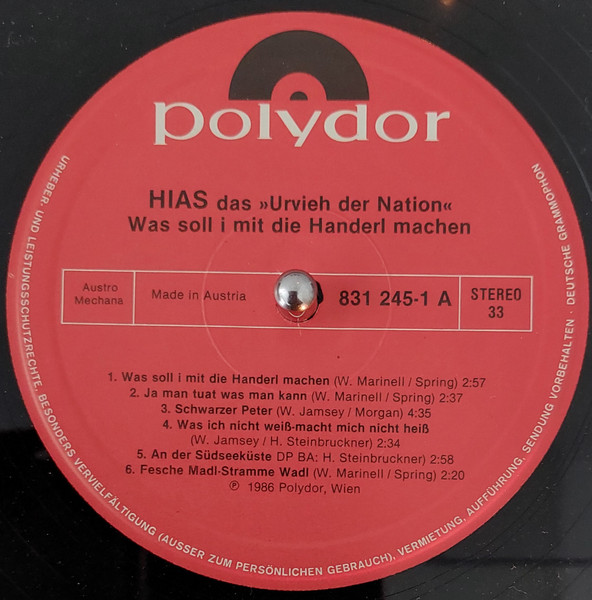 polydor
HIAS das »Urvieh der Nation«
Was soll i mit die Handerl machen
Austro
Mechana
Made in Austria
831 245-1 A
STEREO
33
1. Was soll i mit die Handerl machen (W. Marinell / Spring) 2:57
2. Ja man tuat was man kann (W. Marinell / Spring) 2:37
3. Schwarzer Peter (W. Jamsey / Morgan) 4:35
4. Was ich nicht weiß-macht mich nicht heiß
(W. Jamsey / H. Steinbruckner) 2:34
5. An der Südseeküste DP BA: H. Steinbruckner) 2:58
6. Fesche Madl-Stramme Wadl (W. Marinell / Spring) 2:20
℗ 1986 Polydor, Wien
URHEBER- UND LEISTUNGSSCHUTZRECHTE, BESONDERS VERVIELFÄLTIGUNG (AUSSER ZUM PERSÖNLICHEN GEBRAUCH), VERMIETUNG, AUFFÜHRUNG, SENDUNG VORBEHALTEN · DEUTSCHE GRAMMOPHON